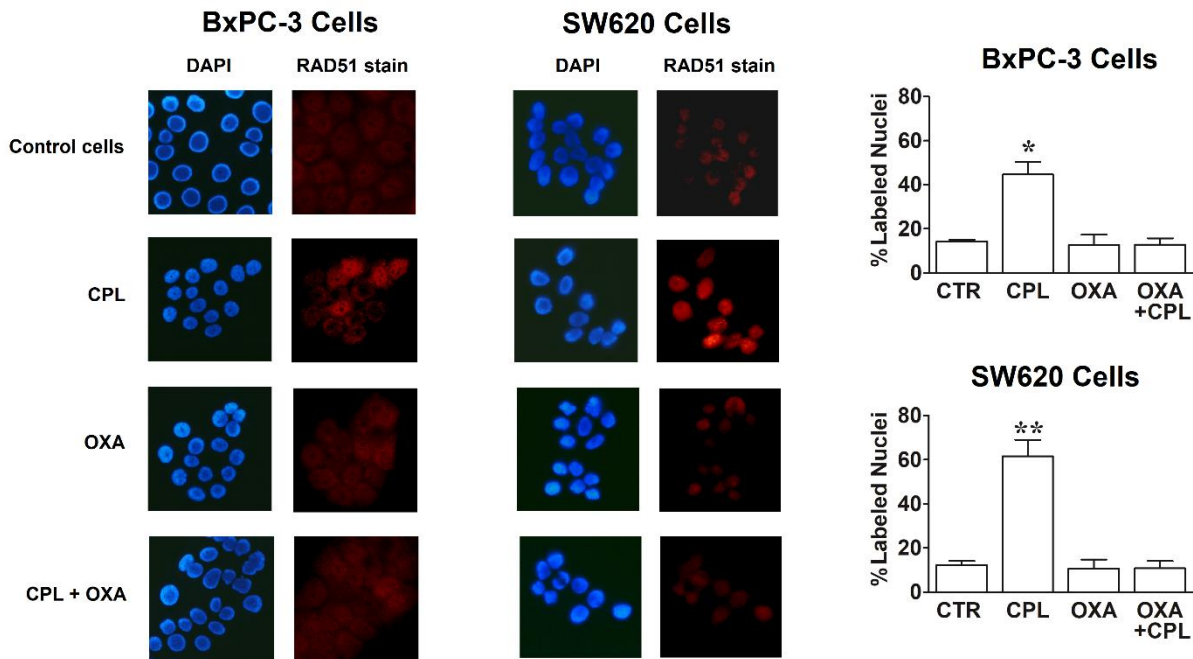 BxPC-3 Cells
SW620 Cells
DAPI
RAD51 stain
DAPI
RAD51 stain
Control cells
CPL
OXA
CPL + OXA
BxPC-3 Cells
% Labeled Nuclei
80
60
40
20
0
*
CTR
CPL
OXA
OXA
+CPL
SW620 Cells
% Labeled Nuclei
80
60
40
20
0
**
CTR
CPL
OXA
OXA
+CPL